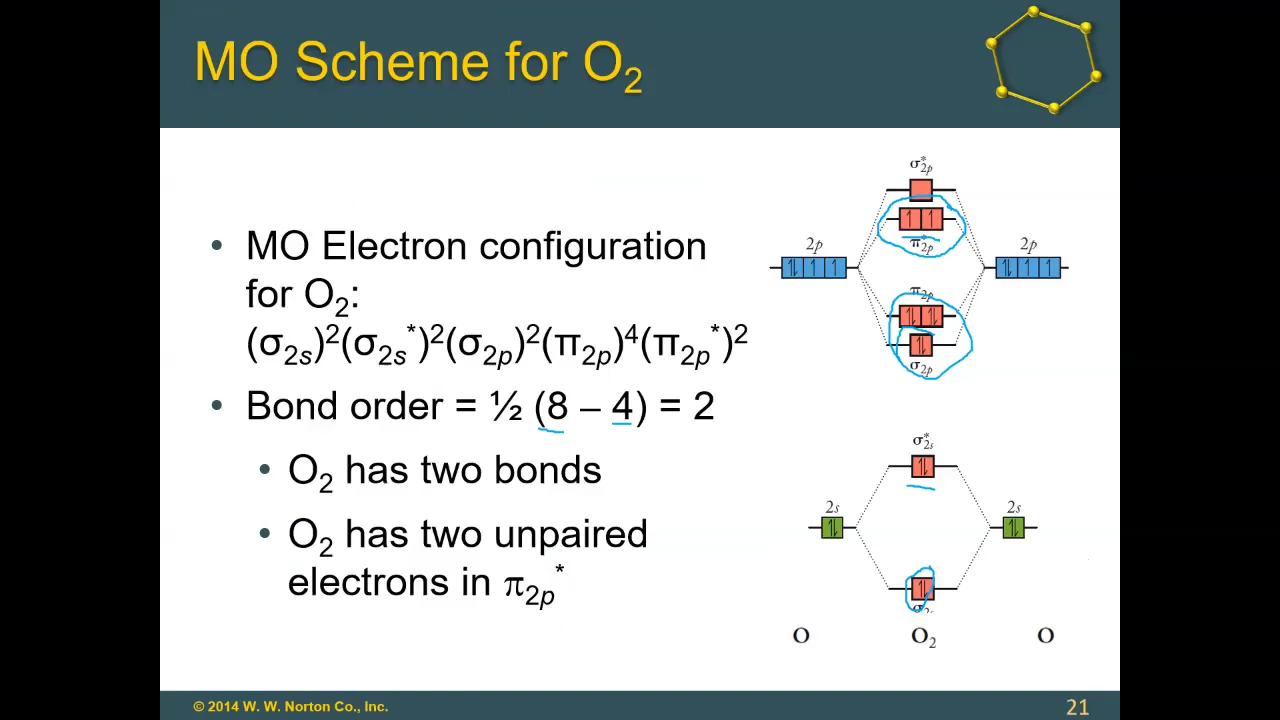 MO Scheme for O₂
• MO Electron configuration
for O₂:
(σ₂ₛ)²(σ₂ₛ*)²(σ₂ₚ)²(π₂ₚ)⁴(π₂ₚ*)²
• Bond order = ½ (8 – 4) = 2
• O₂ has two bonds
• O₂ has two unpaired
electrons in π₂ₚ*
σ*₂ₚ
π*₂ₚ
2p 2p
π₂ₚ
σ₂ₚ
σ*₂ₛ
2s 2s
O O₂ O
© 2014 W. W. Norton Co., Inc.
21